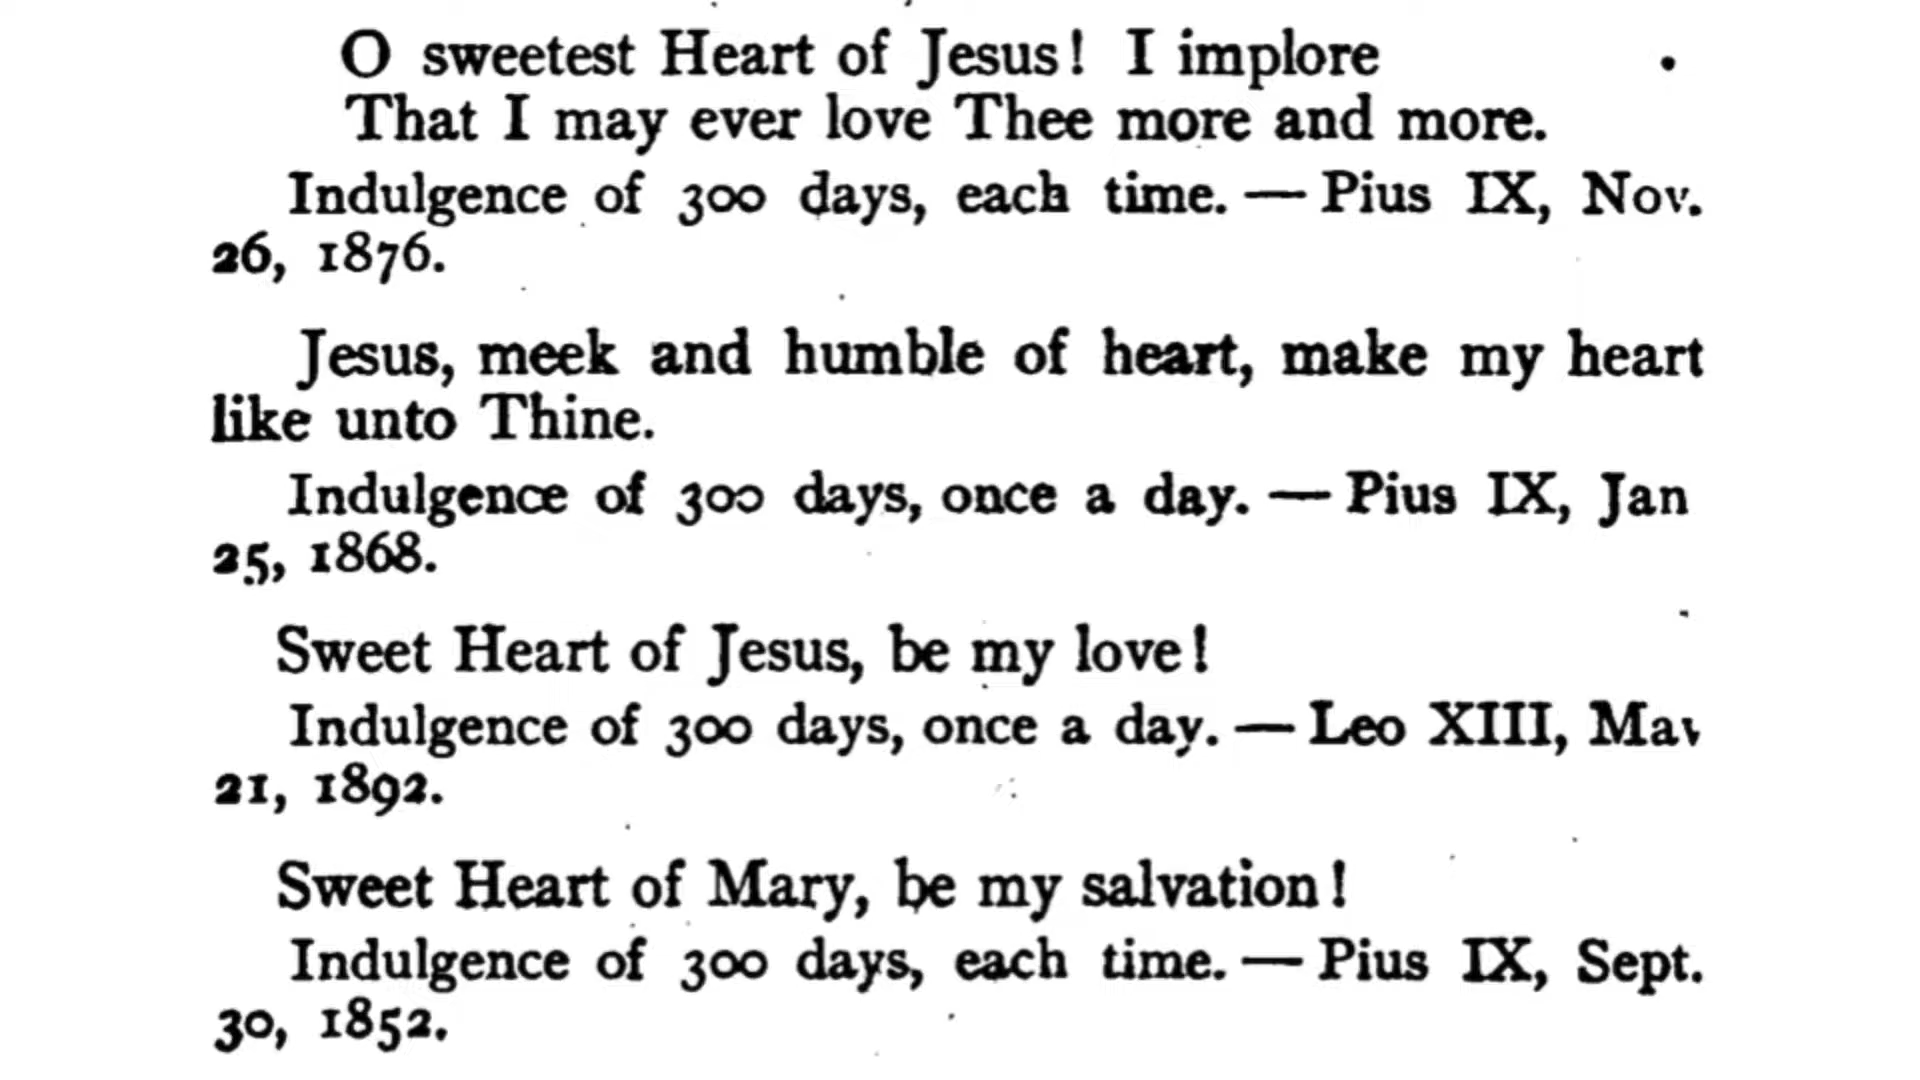 O sweetest Heart of Jesus! I implore
That I may ever love Thee more and more.
Indulgence of 300 days, each time. — Pius IX, Nov.
26, 1876.
Jesus, meek and humble of heart, make my heart
like unto Thine.
Indulgence of 300 days, once a day. — Pius IX, Jan
25, 1868.
Sweet Heart of Jesus, be my love!
Indulgence of 300 days, once a day. — Leo XIII, May
21, 1892.
Sweet Heart of Mary, be my salvation!
Indulgence of 300 days, each time. — Pius IX, Sept.
30, 1852.